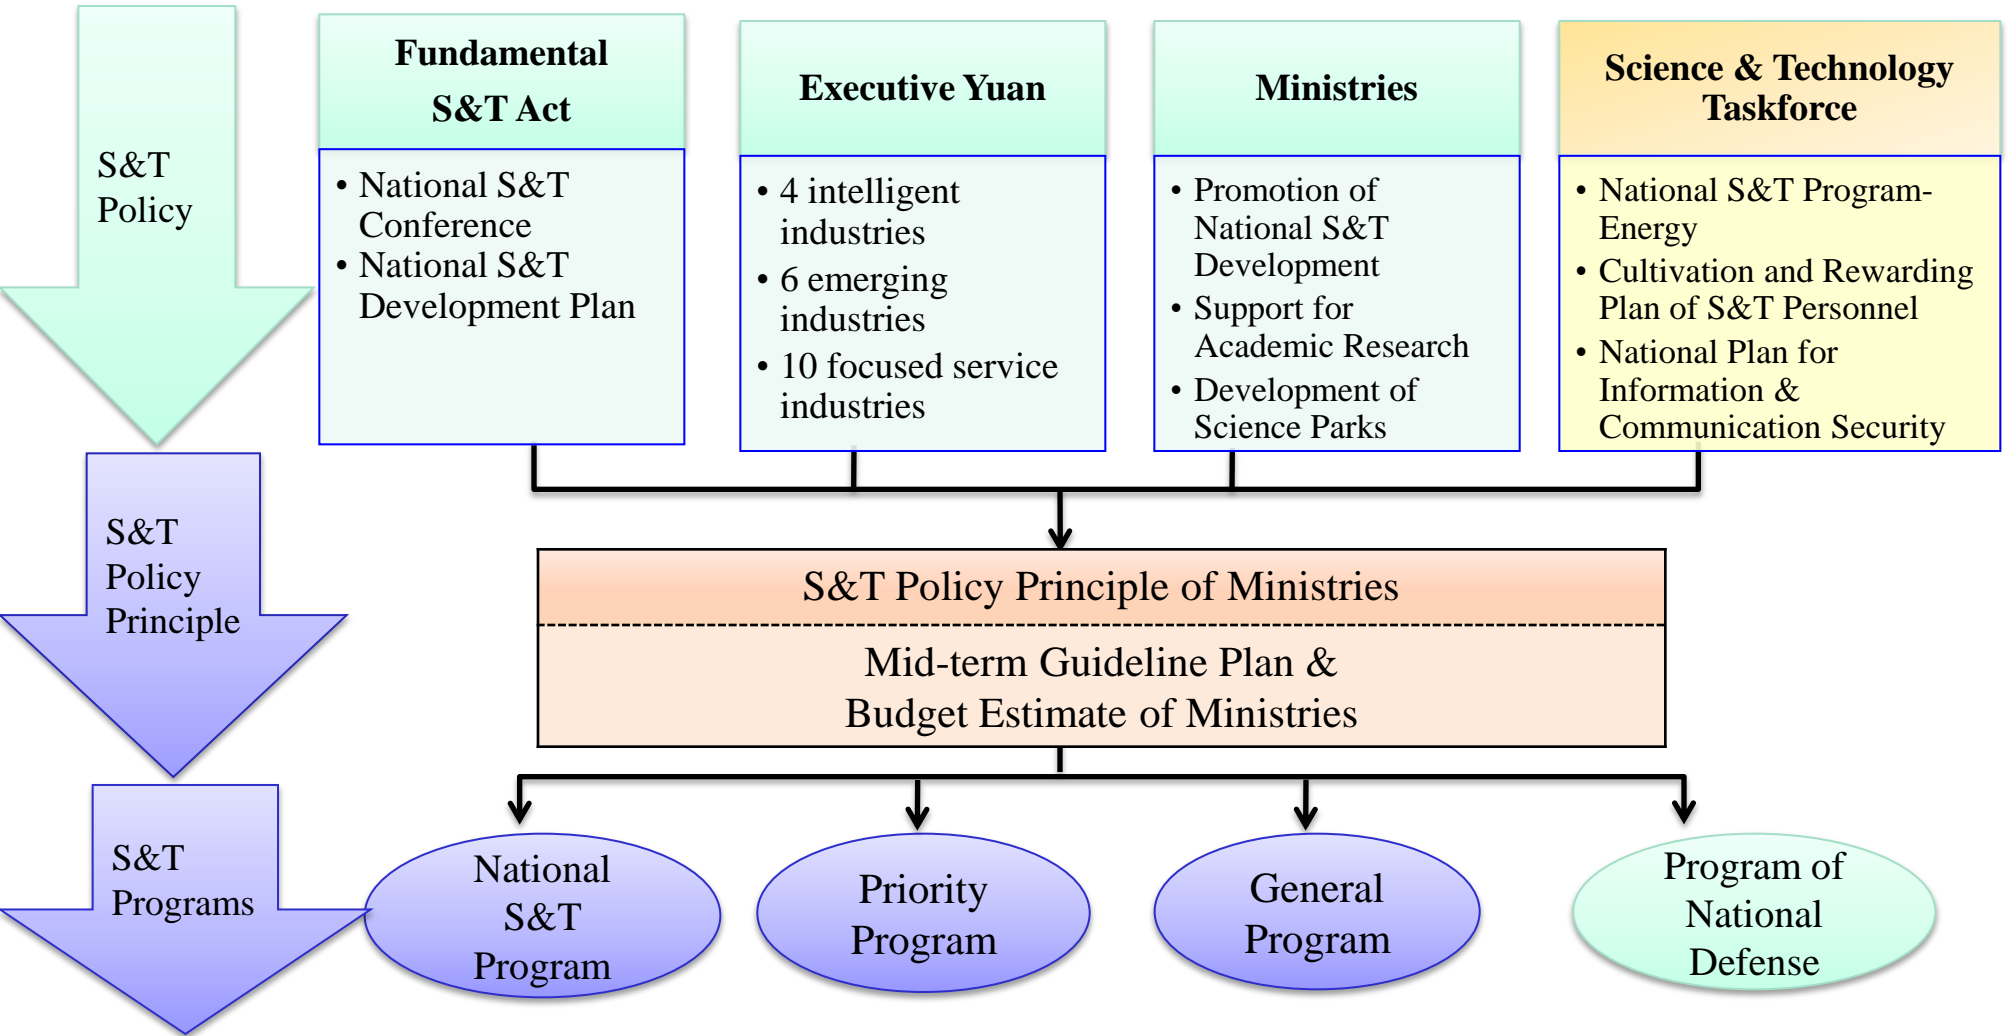 S&T
Policy
Fundamental
S&T Act
• National S&T
Conference
• National S&T
Development Plan
Executive Yuan
• 4 intelligent
industries
• 6 emerging
industries
• 10 focused service
industries
Ministries
• Promotion of
National S&T
Development
• Support for
Academic Research
• Development of
Science Parks
Science & Technology
Taskforce
• National S&T Program-
Energy
• Cultivation and Rewarding
Plan of S&T Personnel
• National Plan for
Information &
Communication Security
S&T
Policy
Principle
S&T Policy Principle of Ministries
Mid-term Guideline Plan &
Budget Estimate of Ministries
S&T
Programs
National
S&T
Program
Priority
Program
General
Program
Program of
National
Defense